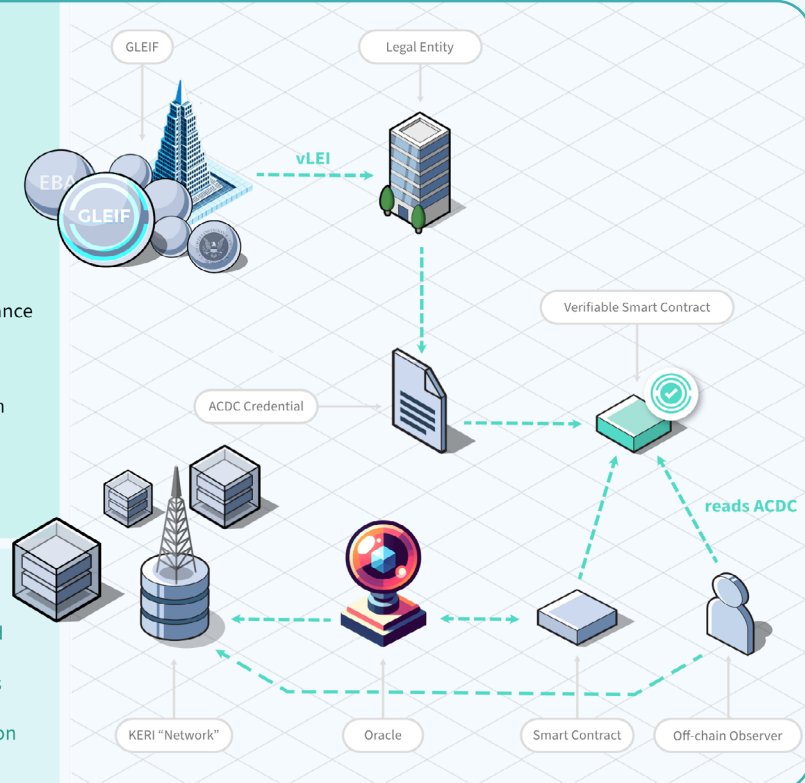 GLEIF
Legal Entity
vLEI
EBA
GLEIF
Verifiable Smart Contract
ACDC Credential
reads ACDC
KERI “Network”
Oracle
Smart Contract
Off-chain Observer